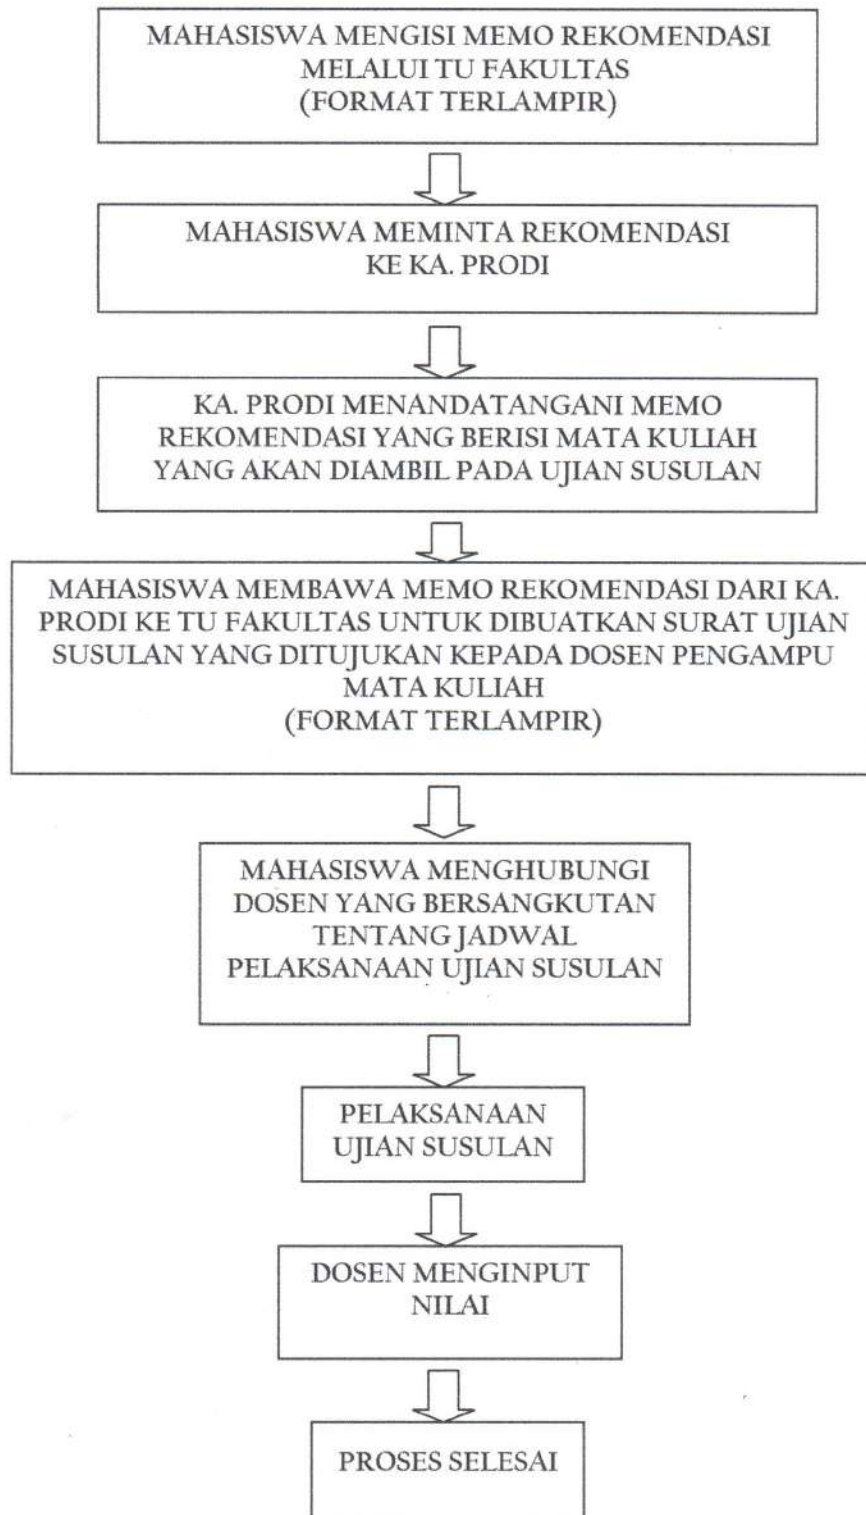 MAHASISWA MENGISI MEMO REKOMENDASI
MELALUI TU FAKULTAS
(FORMAT TERLAMPIR)
MAHASISWA MEMINTA REKOMENDASI
KE KA. PRODI
KA. PRODI MENANDATANGANI MEMO
REKOMENDASI YANG BERISI MATA KULIAH
YANG AKAN DIAMBIL PADA UJIAN SUSULAN
MAHASISWA MEMBAWA MEMO REKOMENDASI DARI KA.
PRODI KE TU FAKULTAS UNTUK DIBUATKAN SURAT UJIAN
SUSULAN YANG DITUJUKAN KEPADA DOSEN PENGAMPU
MATA KULIAH
(FORMAT TERLAMPIR)
MAHASISWA MENGHUBUNGI
DOSEN YANG BERSANGKUTAN
TENTANG JADWAL
PELAKSANAAN UJIAN SUSULAN
PELAKSANAAN
UJIAN SUSULAN
DOSEN MENGINPUT
NILAI
PROSES SELESAI